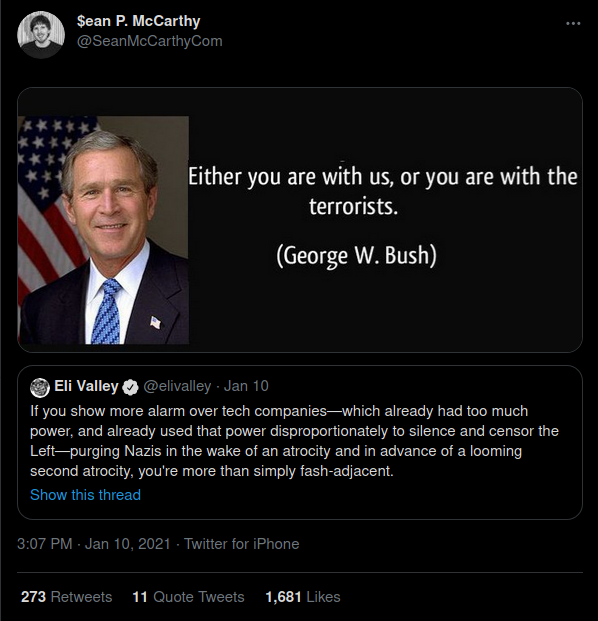 $ean P. McCarthy
@SeanMcCarthyCom
Either you are with us, or you are with the
terrorists.
(George W. Bush)
Eli Valley @elivalley · Jan 10
If you show more alarm over tech companies—which already had too much
power, and already used that power disproportionately to silence and censor the
Left—purging Nazis in the wake of an atrocity and in advance of a looming
second atrocity, you're more than simply fash-adjacent.
Show this thread
3:07 PM · Jan 10, 2021 · Twitter for iPhone
273 Retweets 11 Quote Tweets 1,681 Likes